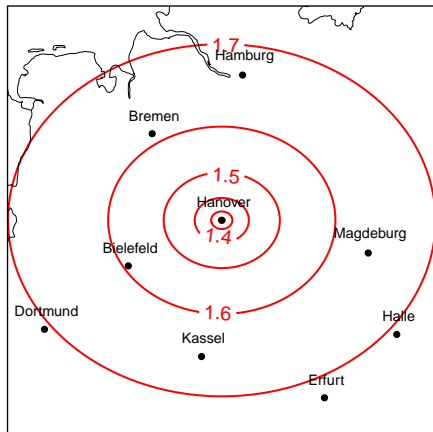 1.7
Hamburg
Bremen
1.5
Hanover
1.4
Magdeburg
Bielefeld
1.6
Dortmund
Halle
Kassel
Erfurt